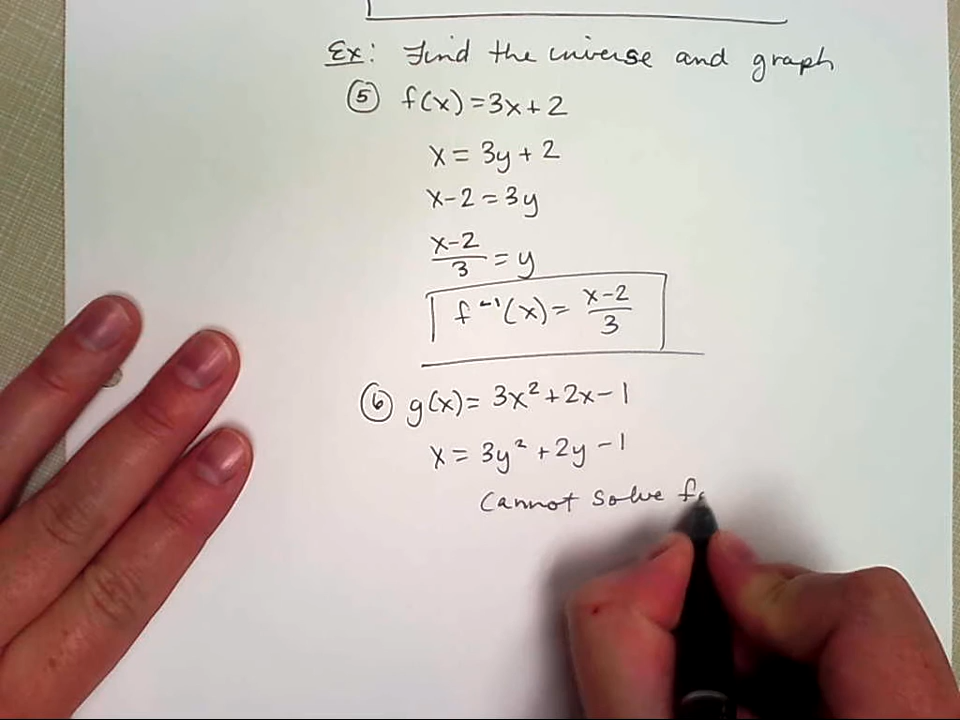 Ex: Find the inverse and graph
⑤ f(x)=3x+2
x = 3y + 2
x-2 = 3y
x-2/3 = y
f⁻¹(x) = x-2/3
⑥ g(x) = 3x²+2x-1
x = 3y² + 2y - 1
Cannot solve